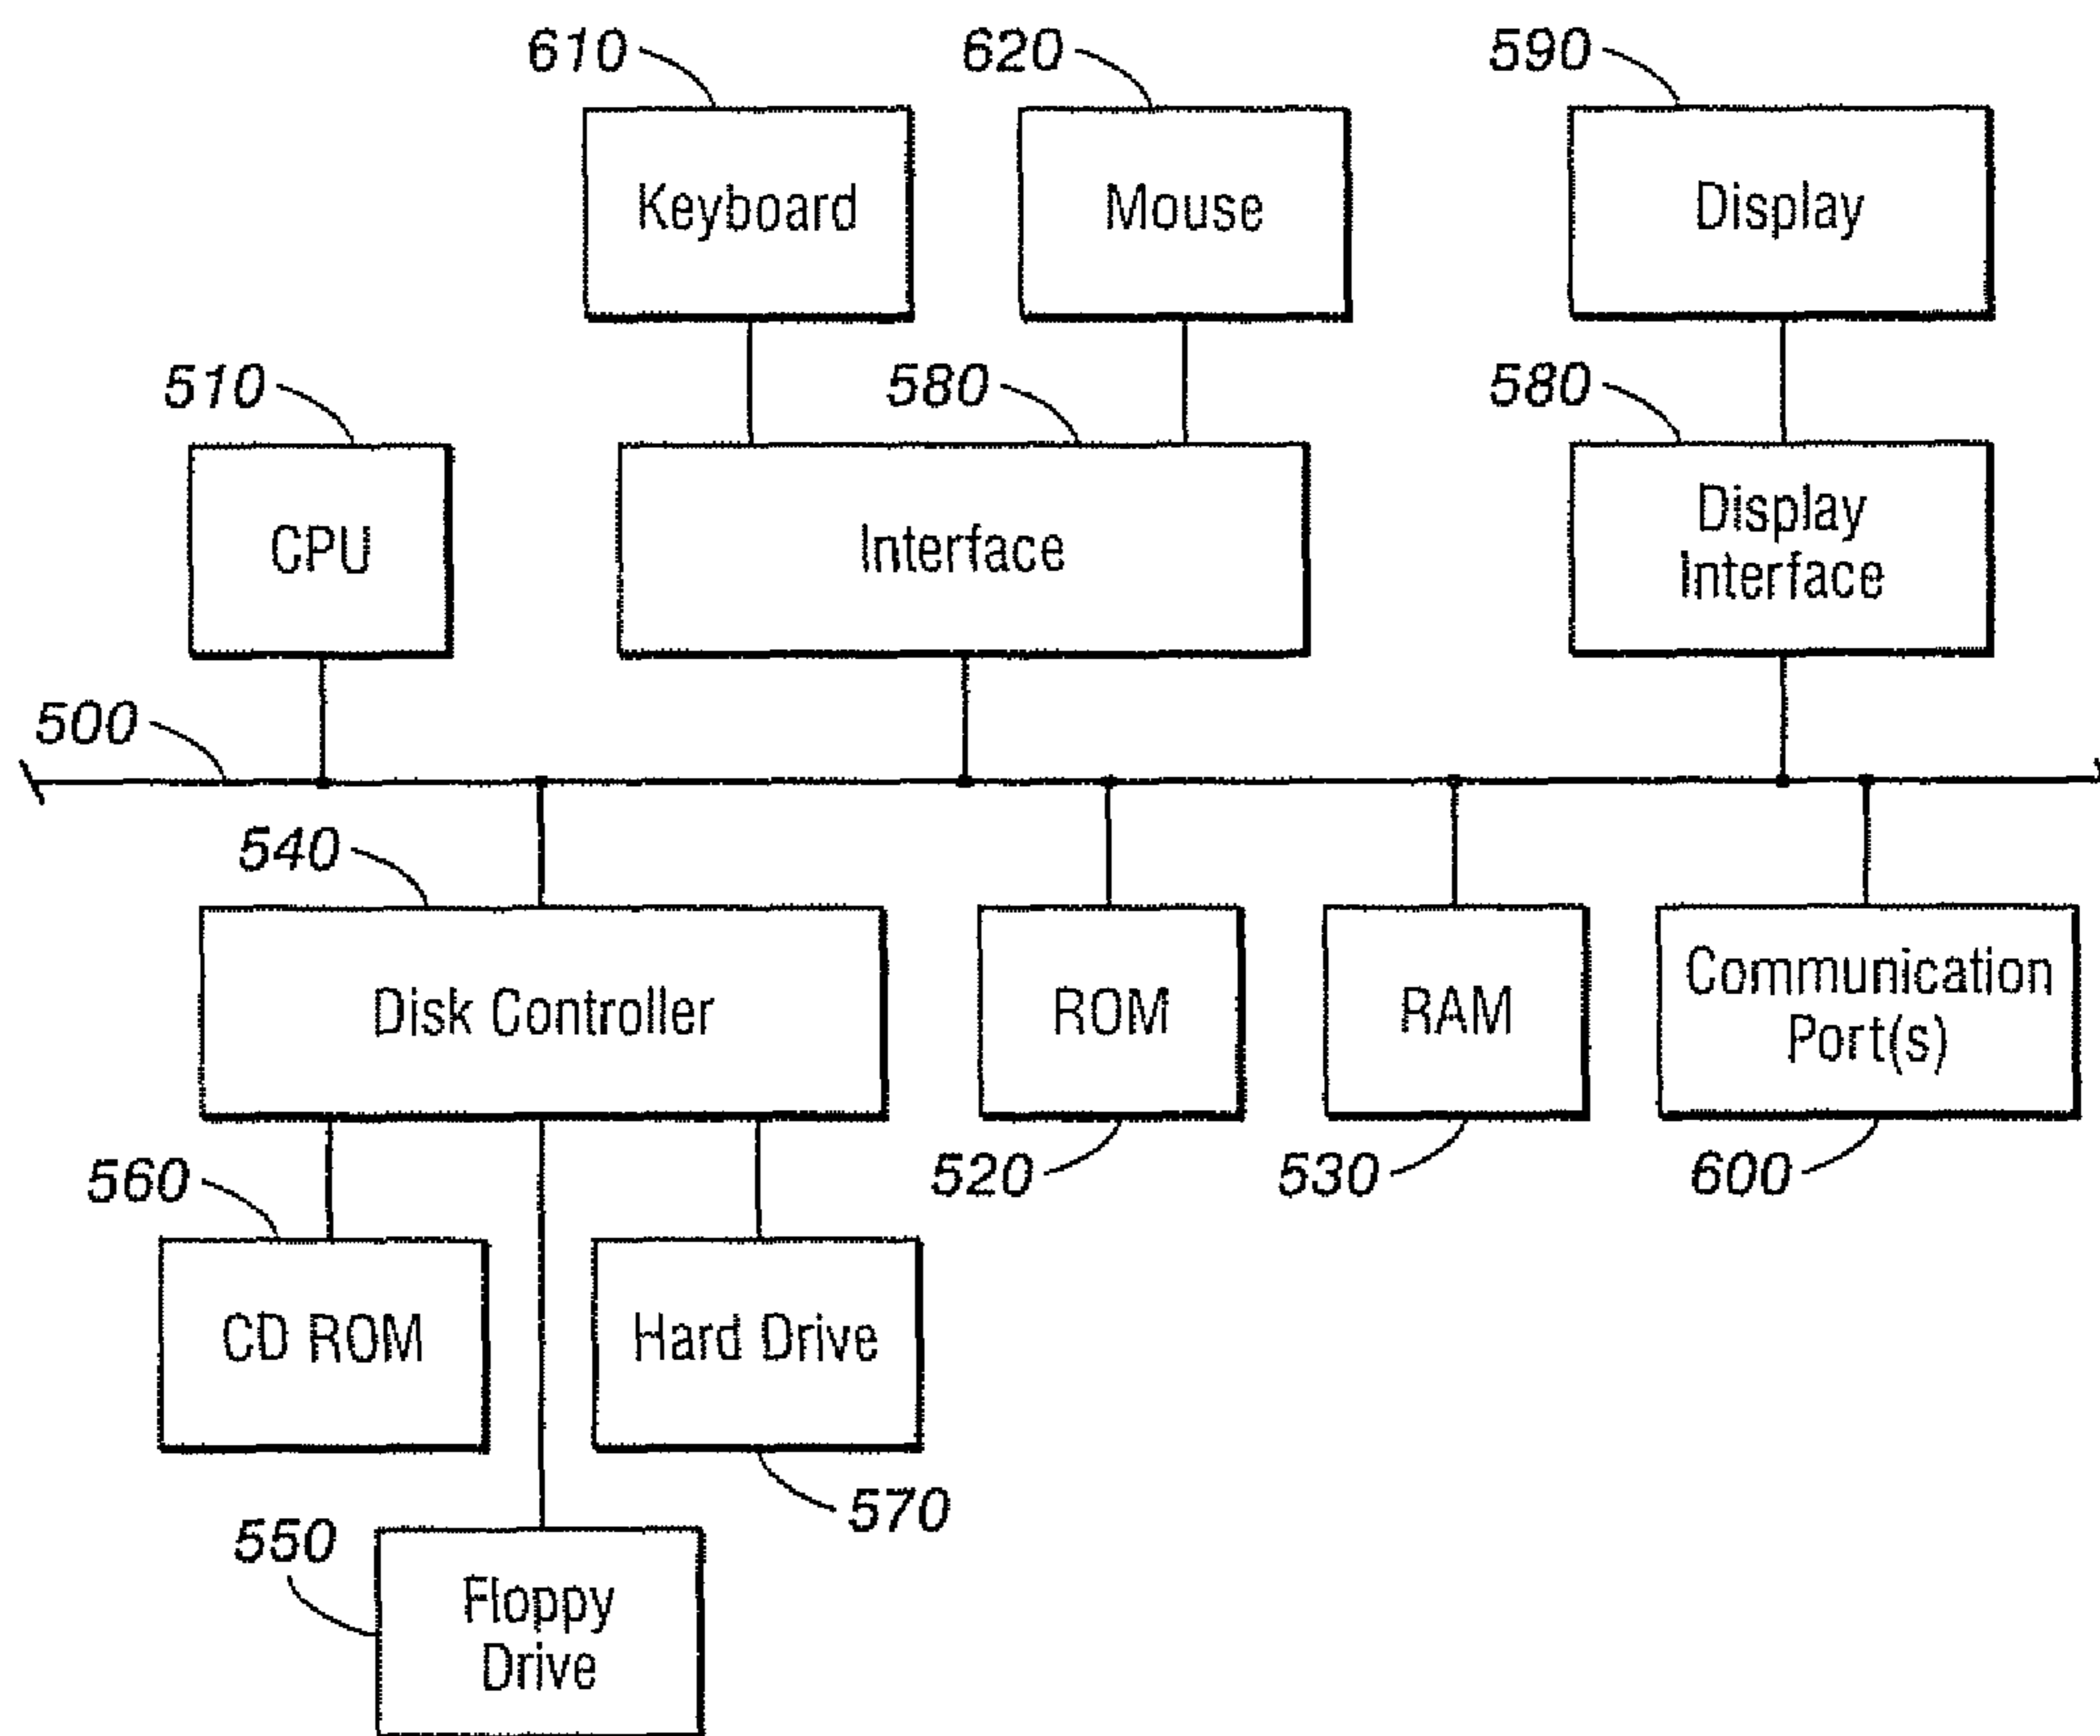 610
620
590
Keyboard
Mouse
Display
510
580
580
CPU
Interface
Display
Interface
500
540
Disk Controller
ROM
RAM
Communication
Port(s)
560
520
530
600
CD ROM
Hard Drive
570
550
Floppy
Drive